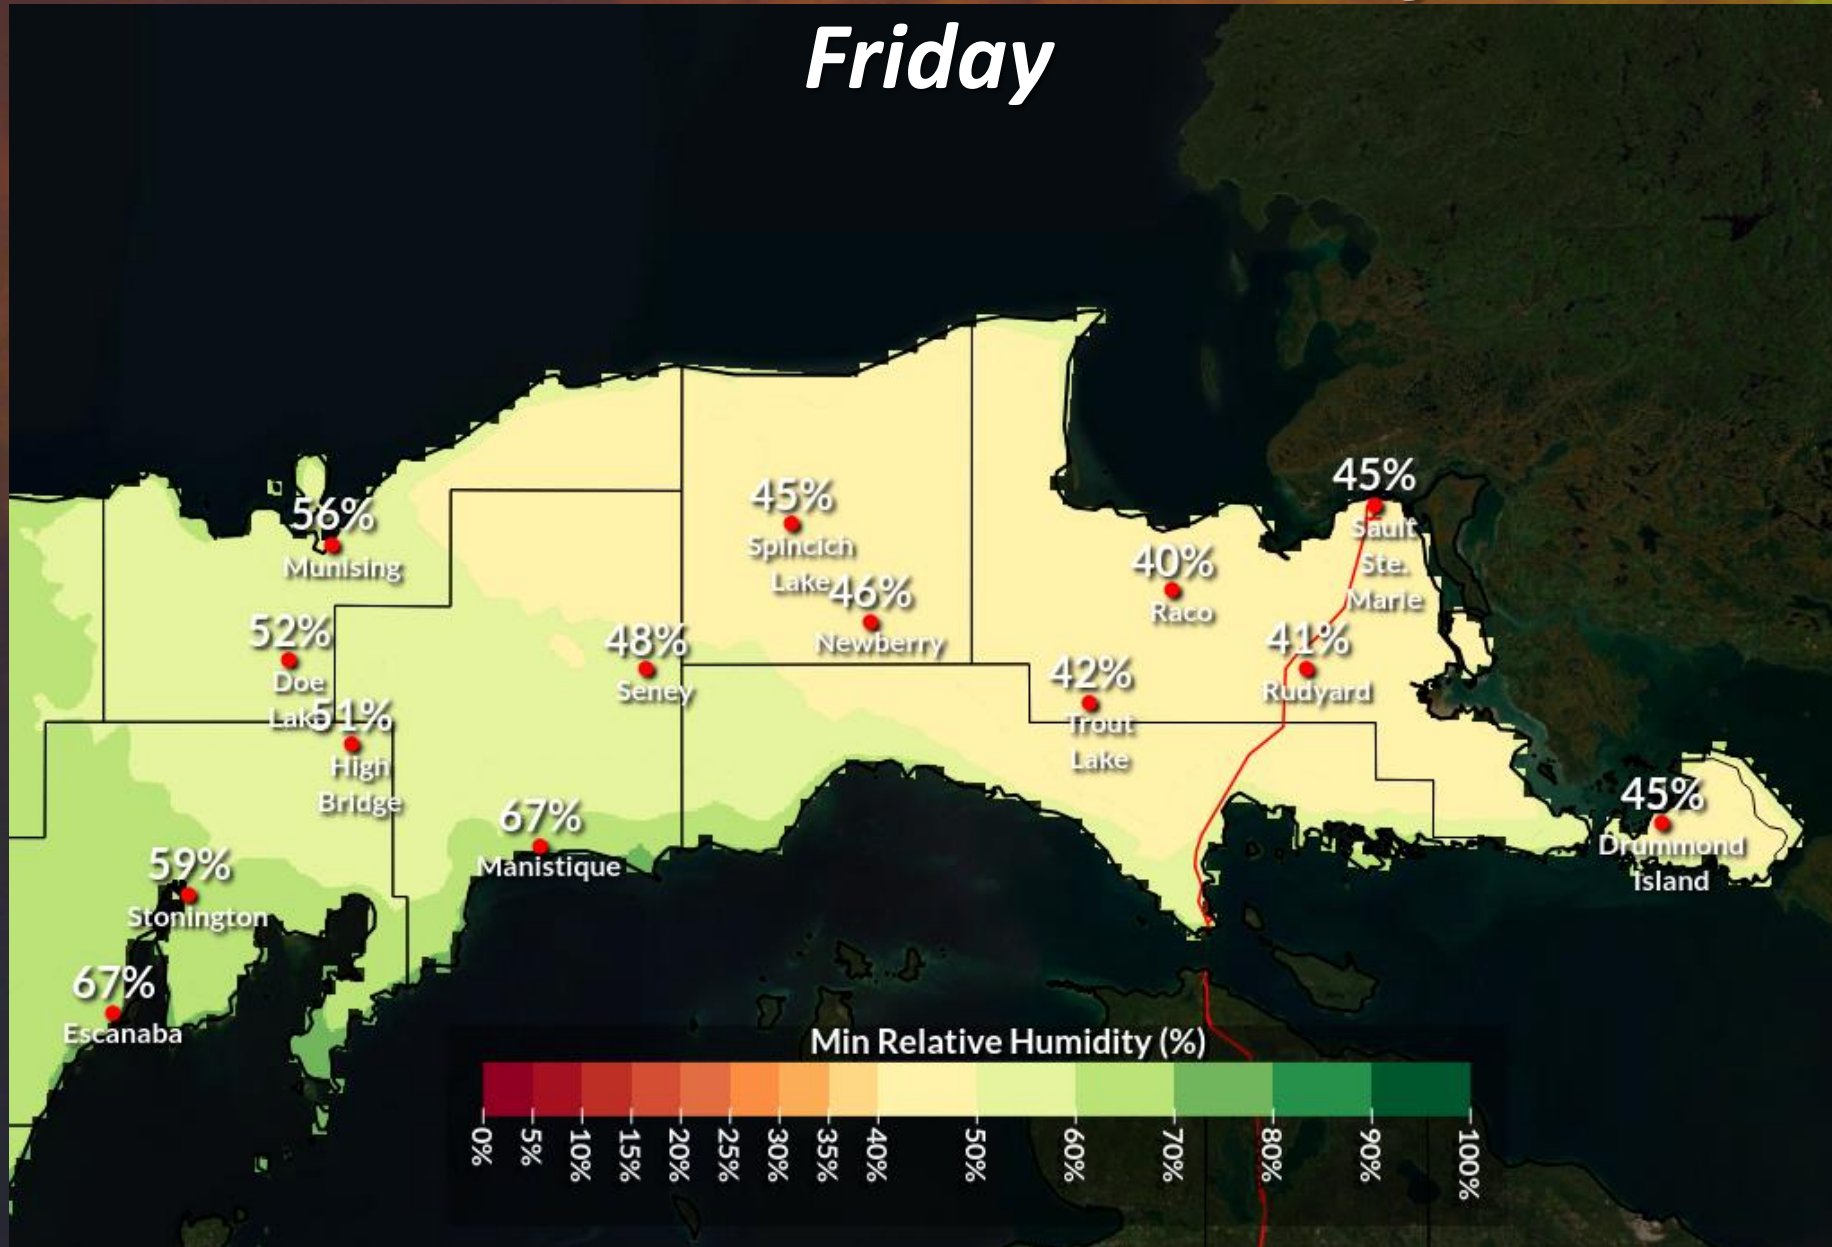 Friday
45%
Sault
Ste.
Marie
45%
Spincich
Lake
56%
Munising
40%
Raco
46%
Newberry
52%
Doe
Lake
48%
Seney
41%
Rudyard
42%
Trout
Lake
51%
High
Bridge
67%
Manistique
45%
Drummond
Island
59%
Stonington
67%
Escanaba
Min Relative Humidity (%)
0%
5%
10%
15%
20%
25%
30%
35%
40%
50%
60%
70%
80%
90%
100%